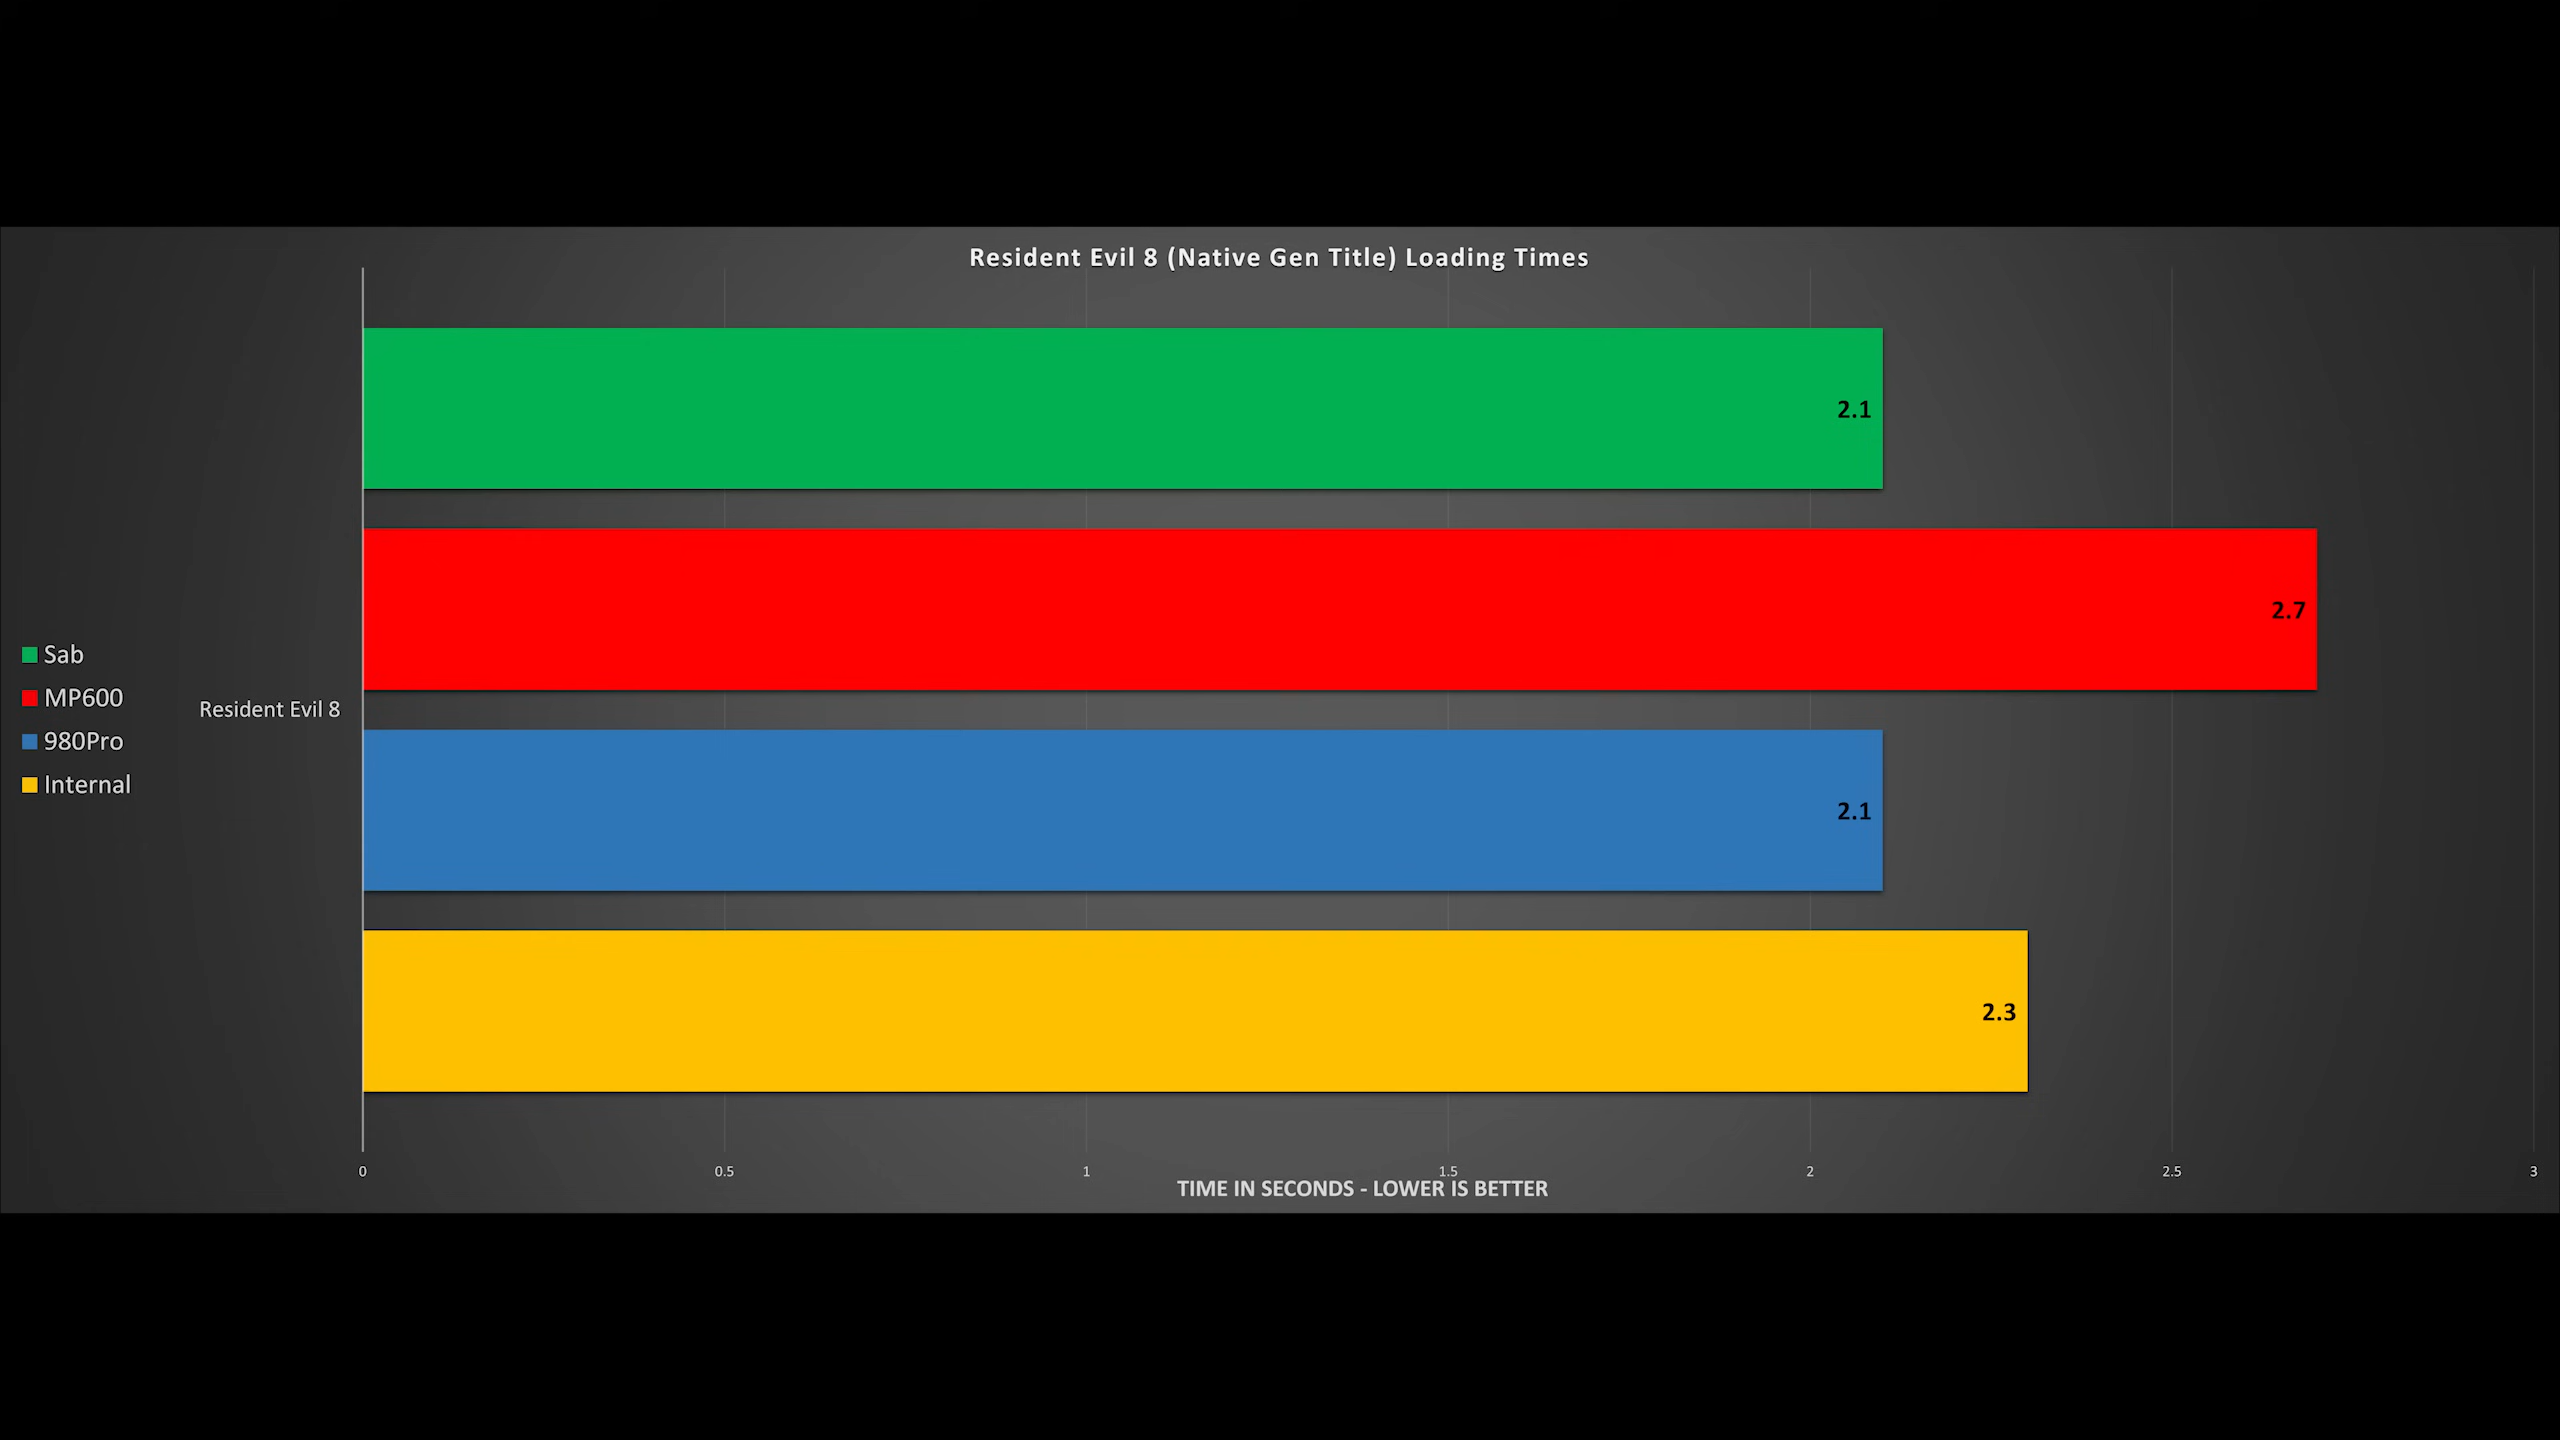 Resident Evil 8 (Native Gen Title) Loading Times
2.1
2.7
Sab
MP600
980Pro
Internal
Resident Evil 8
2.1
2.3
0
0.5
1
1.5
2
2.5
3
TIME IN SECONDS - LOWER IS BETTER